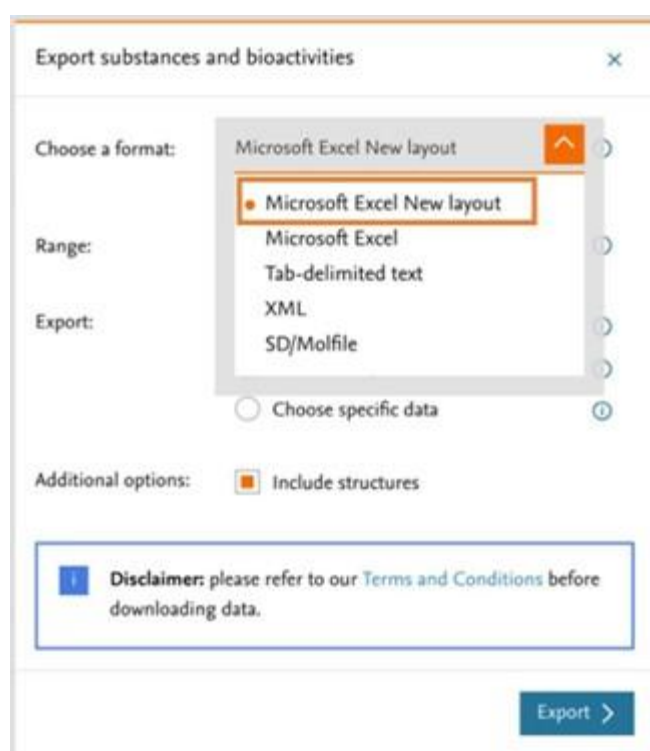 Export substances and bioactivities
Choose a format:
Microsoft Excel New layout
Microsoft Excel New layout
Microsoft Excel
Range:
Tab-delimited text
XML
Export:
SD/Molfile
Choose specific data
Additional options:
Include structures
Disclaimer: please refer to our Terms and Conditions before
downloading data.
Export